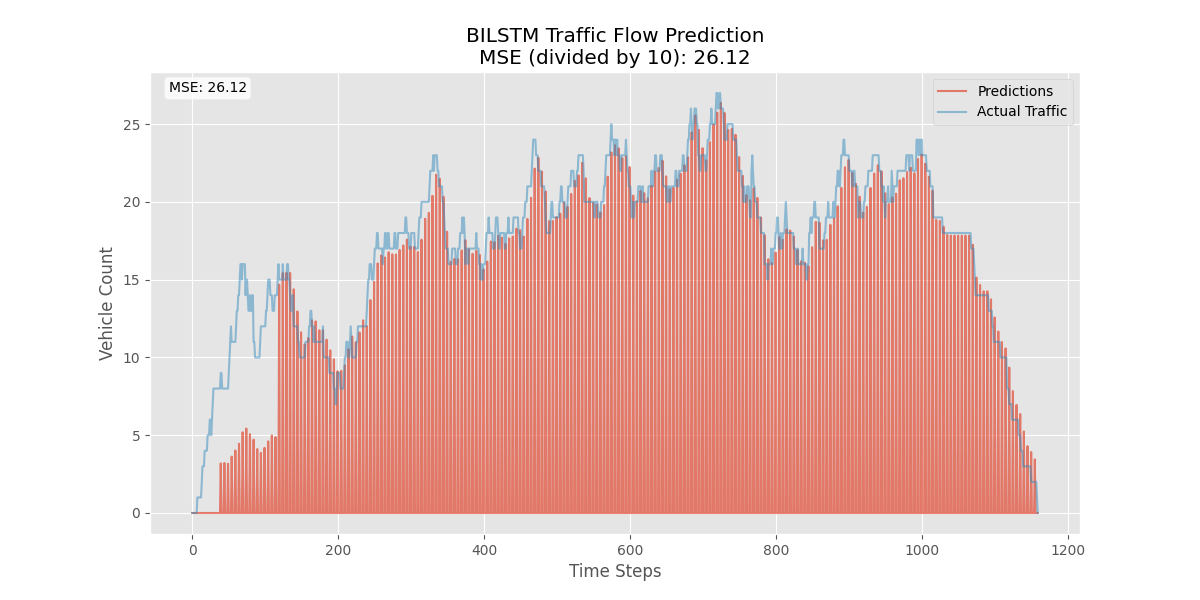 BILSTM Traffic Flow Prediction
MSE (divided by 10): 26.12
MSE: 26.12
Predictions
Actual Traffic
Vehicle Count
25
20
15
10
5
0
0 200 400 600 800 1000 1200
Time Steps